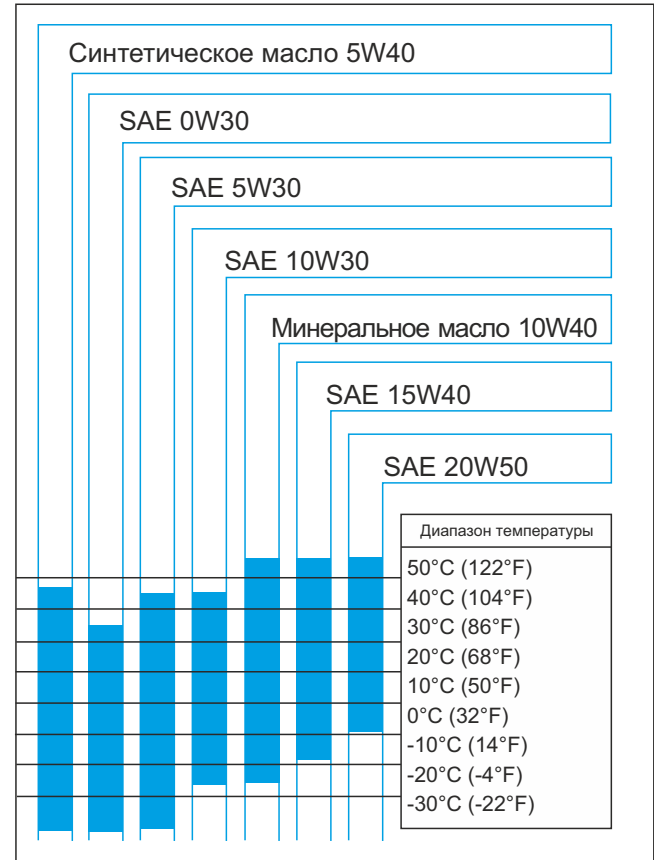 Синтетическое масло 5W40
SAE 0W30
SAE 5W30
SAE 10W30
Минеральное масло 10W40
SAE 15W40
SAE 20W50
Диапазон температуры
50°C (122°F)
40°C (104°F)
30°C (86°F)
20°C (68°F)
10°C (50°F)
0°C (32°F)
-10°C (14°F)
-20°C (-4°F)
-30°C (-22°F)